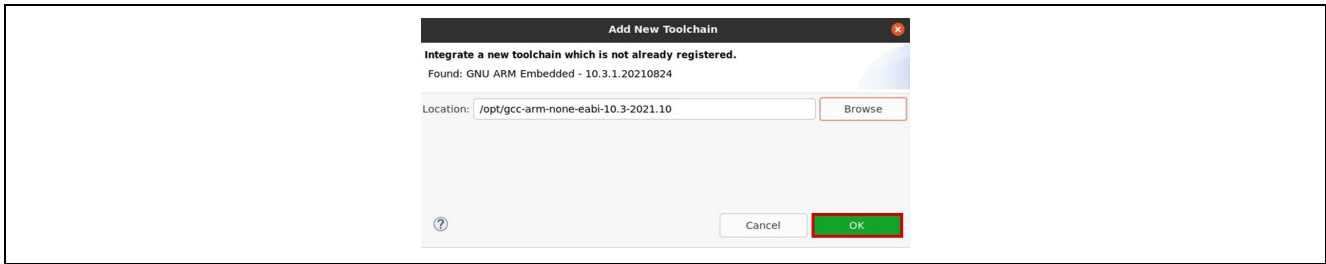 Add New Toolchain
Integrate a new toolchain which is not already registered.
Found: GNU ARM Embedded - 10.3.1.20210824
Location: /opt/gcc-arm-none-eabi-10.3-2021.10 Browse
? Cancel OK